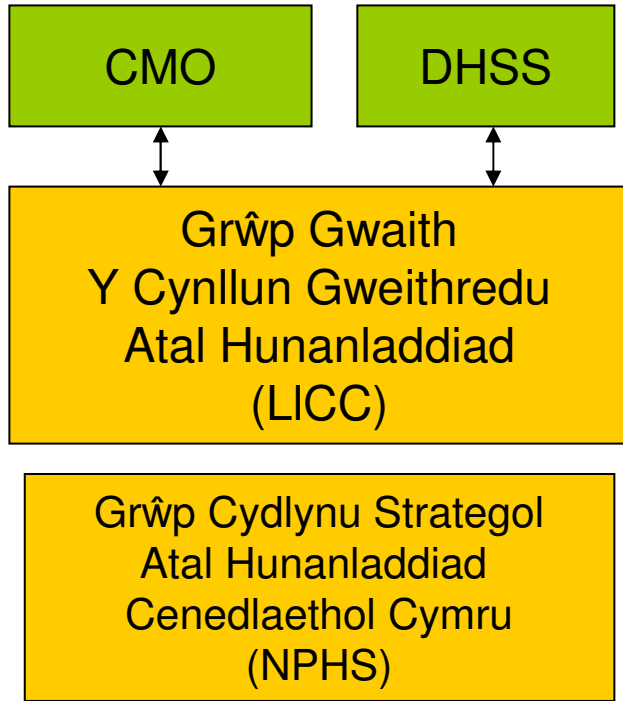 CMO
DHSS
Grŵp Gwaith
Y Cynllun Gweithredu
Atal Hunanladdiad
(LlCC)
Grŵp Cydlynu Strategol
Atal Hunanladdiad
Cenedlaethol Cymru
(NPHS)